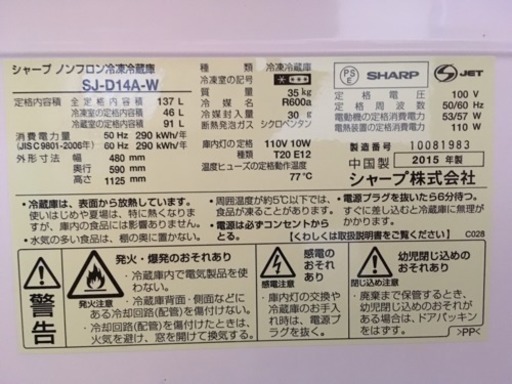 シャープ ノンフロン冷凍冷蔵庫
SJ-D14A-W
定格内容積 全定格内容積 137 L
冷凍室の定格内容積 46 L
冷蔵室の定格内容積 91 L
消費電力量 50 Hz 290 kWh/年
(JISC9801-2006年) 60 Hz 290 kWh/年
外形寸法 幅 480 mm
奥行 590 mm
高さ 1125 mm
種類 冷凍冷蔵庫
冷凍室の記号
質量 35 kg
冷媒名 R600a
冷媒封入量 30 g
断熱発泡ガス シクロペンタン
庫内灯の定格 110V 10W
T20 E12
温度ヒューズの定格動作温度
77℃
PSE SHARP S JET
定格電圧 100 V
定格周波数 50/60 Hz
電動機の定格消費電力 53/57 W
電熱装置の定格消費電力 110 W
製造番号 10081983
中国製 2015 年製
シャープ株式会社
・冷蔵庫は、表面から放熱しています。
使いはじめや夏場は、特に熱くなりま
すが、庫内の食品には影響ありません。
・水気の多い食品は、棚の奥に置かない。
・周囲温度が約5℃以下では、
食品が凍ることがあります。
・電源は必ずコンセントから
とる。
・電源プラグを抜いたら6分待つ。
すぐに差し込むと冷蔵庫に無理が
かかります。
【くわしくは取扱説明書をご覧ください】 C028
警告
発火・爆発のおそれあり
発火注意
・冷蔵庫内で電気製品を使
わない。
・冷蔵庫背面・側面などに
ある冷却回路(配管)を傷つけない。
・冷却回路(配管)を傷付けたときは、
火気を避け、窓を開けて換気する。
感電の
おそれあり
感電注意
・庫内灯の交換や
冷蔵庫のお手入
れ時は、電源プ
ラグを抜く。
幼児閉じ込めの
おそれあり
閉じ込め注意
・廃棄まで保管するとき、
幼児閉じ込めのおそれが
ある場合は、ドアパッキン
をはずす。
>PP<